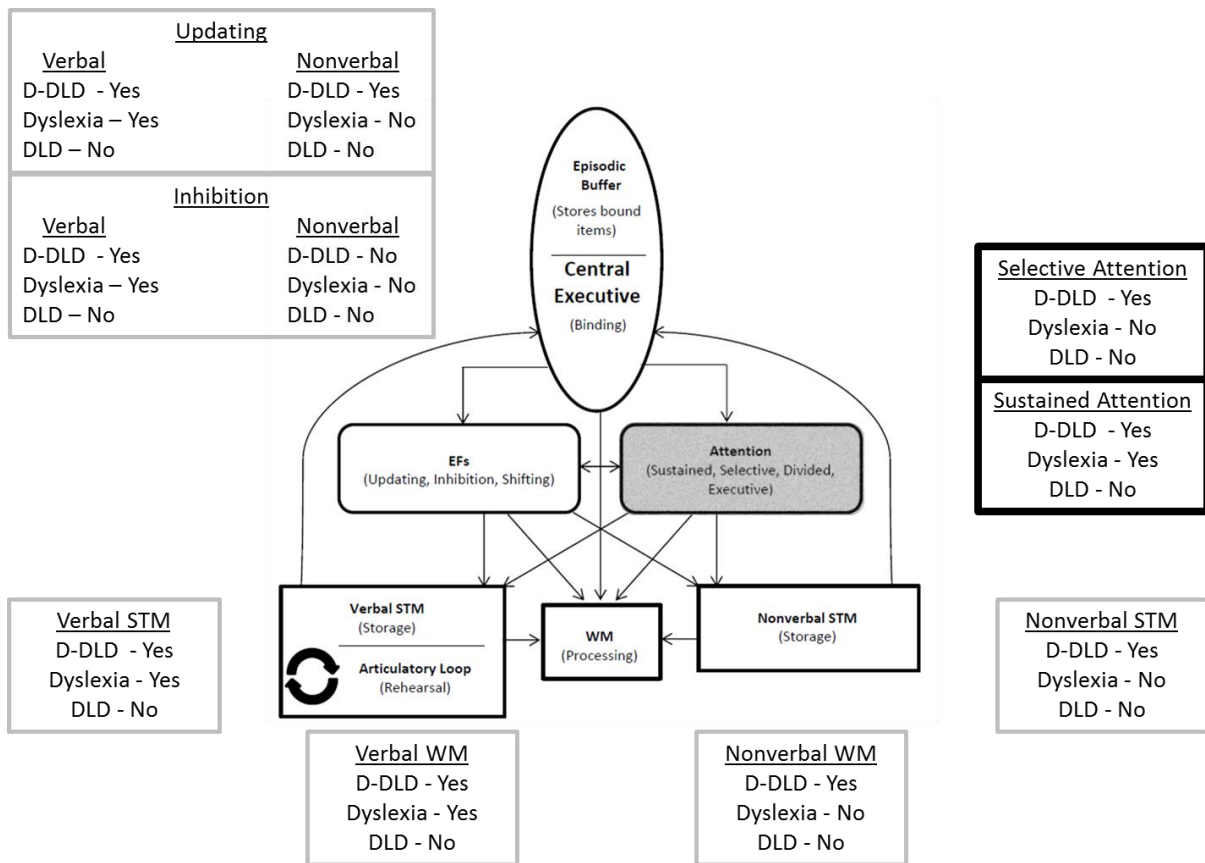 Updating
Verbal Nonverbal
D-DLD - Yes D-DLD - Yes
Dyslexia – Yes Dyslexia - No
DLD – No DLD - No
Inhibition
Verbal Nonverbal
D-DLD - Yes D-DLD - No
Dyslexia – Yes Dyslexia - No
DLD – No DLD - No
Episodic
Buffer
(Stores bound
items)
Central
Executive
(Binding)
Selective Attention
D-DLD - Yes
Dyslexia - No
DLD - No
Sustained Attention
D-DLD - Yes
Dyslexia - Yes
DLD - No
EFs
(Updating, Inhibition, Shifting)
Attention
(Sustained, Selective, Divided,
Executive)
Verbal STM
(Storage)
Articulatory Loop
(Rehearsal)
WM
(Processing)
Nonverbal STM
(Storage)
Verbal STM
D-DLD - Yes
Dyslexia - Yes
DLD - No
Nonverbal STM
D-DLD - Yes
Dyslexia - No
DLD - No
Verbal WM
D-DLD - Yes
Dyslexia - Yes
DLD - No
Nonverbal WM
D-DLD - Yes
Dyslexia - No
DLD - No